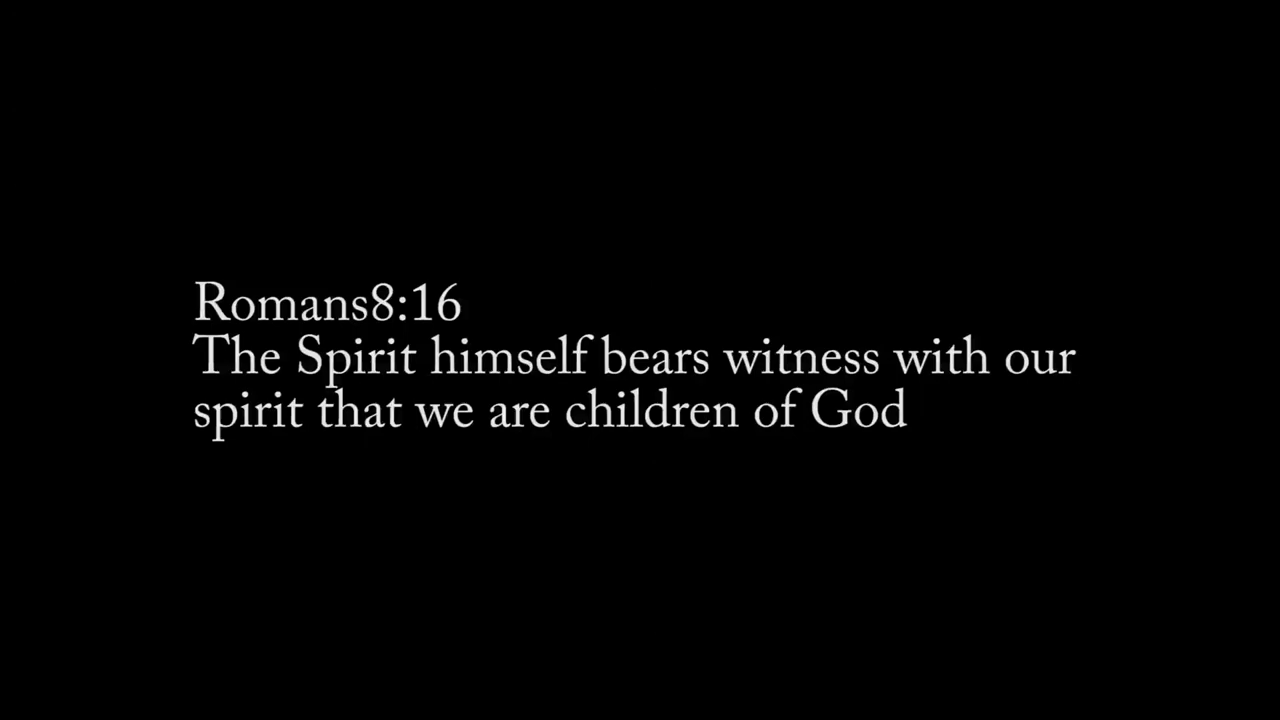 Romans8:16
The Spirit himself bears witness with our
spirit that we are children of God